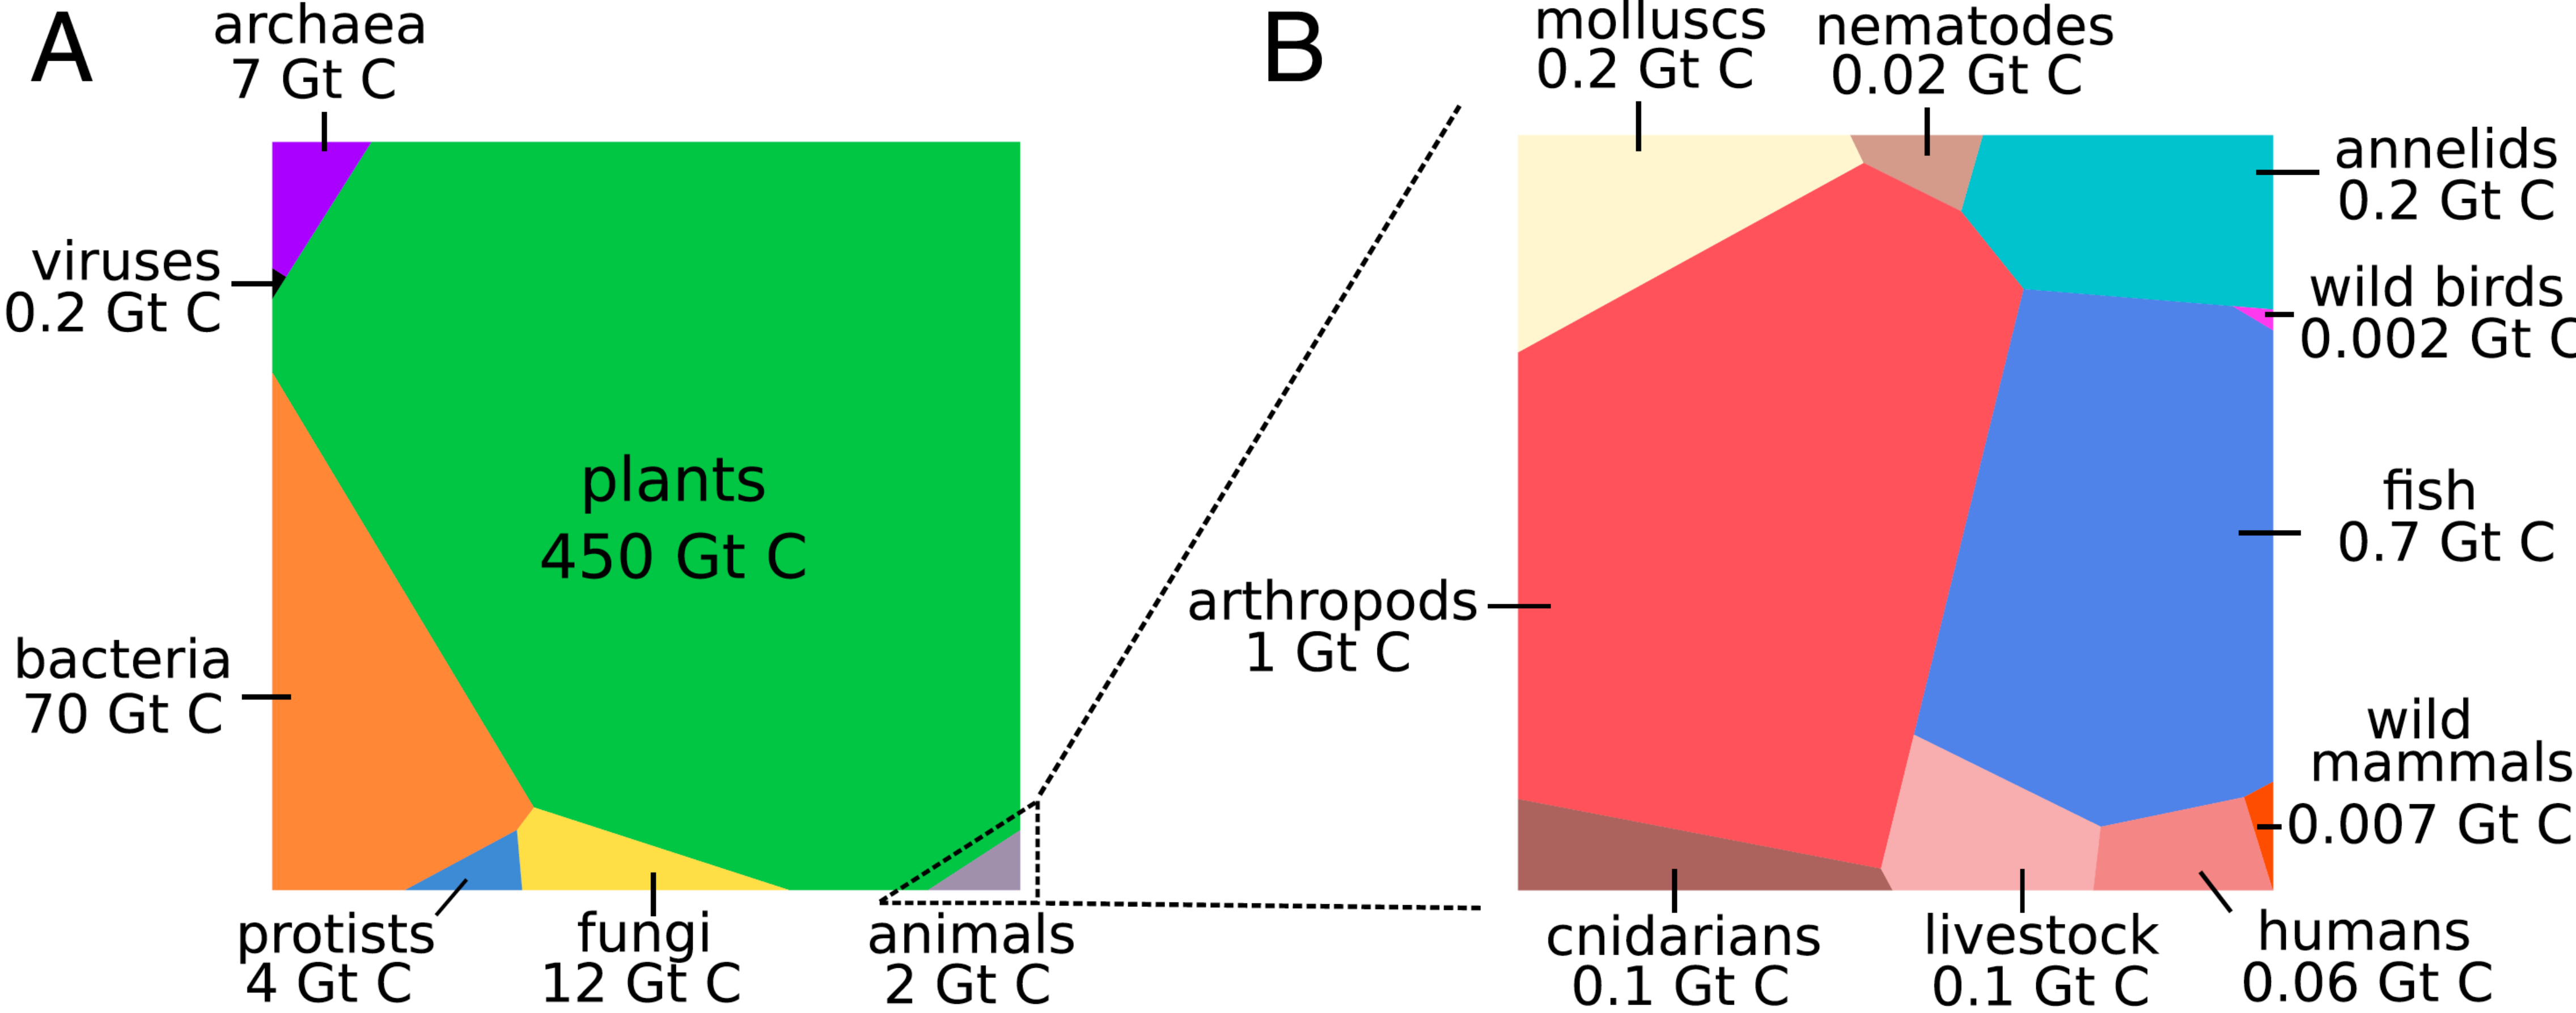 A
archaea
7 Gt C
viruses
0.2 Gt C
plants
450 Gt C
bacteria
70 Gt C
protists
4 Gt C
fungi
12 Gt C
animals
2 Gt C
B
molluscs
0.2 Gt C
nematodes
0.02 Gt C
annelids
0.2 Gt C
wild birds
0.002 Gt C
fish
0.7 Gt C
arthropods
1 Gt C
wild
mammals
0.007 Gt C
cnidarians
0.1 Gt C
livestock
0.1 Gt C
humans
0.06 Gt C